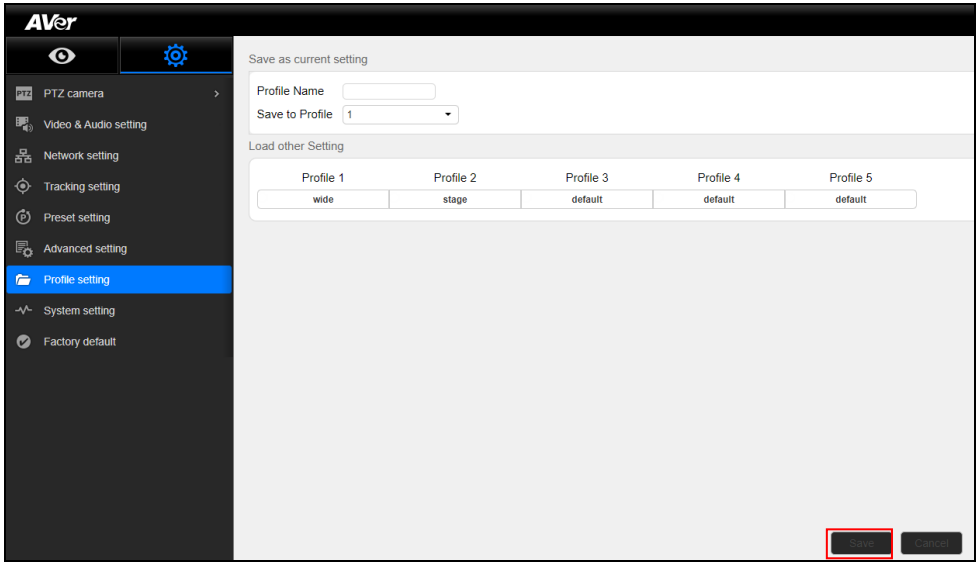 AVer
PTZ PTZ camera
Video & Audio setting
Network setting
Tracking setting
Preset setting
Advanced setting
Profile setting
System setting
Factory default
Save as current setting
Profile Name
Save to Profile 1
Load other Setting
Profile 1 Profile 2 Profile 3 Profile 4 Profile 5
wide stage default default default
Save Cancel